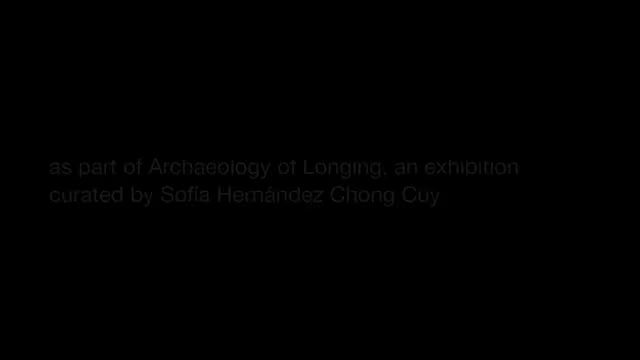 as part of Archaeology of Longing, an exhibition
curated by Sofía Hernández Chong Cuy